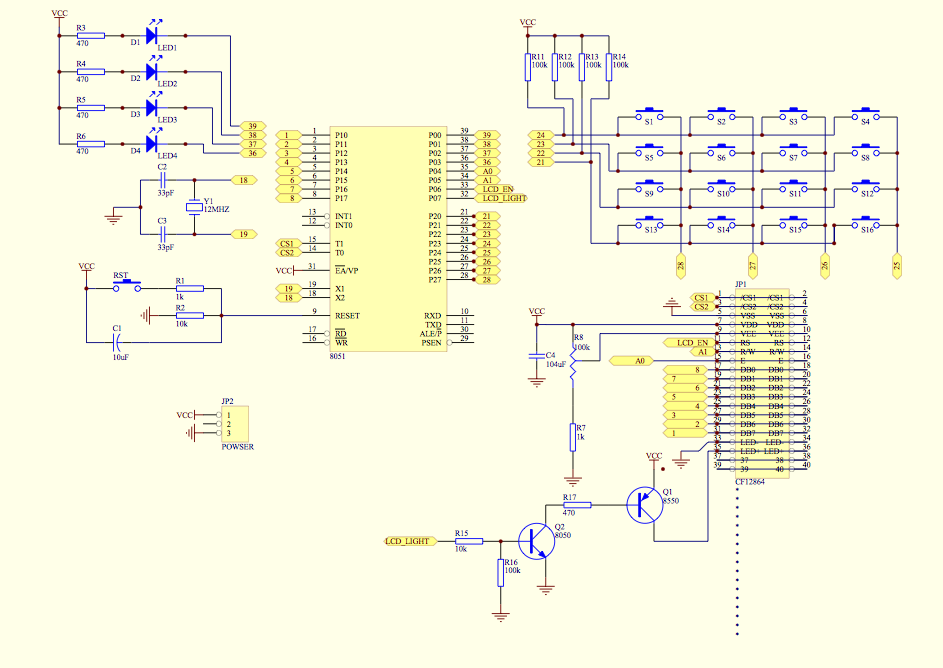 VCC
R3
470
D1
LED1
39
R4
470
D2
LED2
38
R5
470
D3
LED3
37
R6
470
D4
LED4
36
C2
33pF
18
Y1
12MHZ
C3
33pF
19
VCC
RST
R1
1k
R2
10k
C1
10uF
1 1 P10 P00 39 39
2 2 P11 P01 38 38
3 3 P12 P02 37 37
4 4 P13 P03 36 36
5 5 P14 P04 35 A0
6 6 P15 P05 34 A1
7 7 P16 P06 33 LCD_EN
8 8 P17 P07 32 LCD_LIGHT
13 INT1 P20 21 21
12 INT0 P21 22 22
P22 23 23
CS1 15 T1 P23 24 24
CS2 14 T0 P24 25 25
P25 26 26
VCC 31 EA/VP P26 27 27
P27 28 28
19 19 X1
18 18 X2
9 RESET RXD 10
TXD 11
17 RD ALE/P 30
16 WR PSEN 29
8051
VCC
R11
100k
R12
100k
R13
100k
R14
100k
24
23
22
21
S1 S2 S3 S4
S5 S6 S7 S8
S9 S10 S11 S12
S13 S14 S15 S16
28 27 26 25
JP1
CS1 1 /CS1 /CS1 2
CS2 3 /CS2 /CS2 4
5 VSS VSS 6
7 VDD VDD 8
9 VEE VEE 10
LCD_EN RS RS 12
A1 R/W R/W 14
A0 E E 16
8 17 DB0 DB0 18
7 19 DB1 DB1 20
6 21 DB2 DB2 22
5 23 DB3 DB3 24
4 25 DB4 DB4 26
3 27 DB5 DB5 28
2 29 DB6 DB6 30
1 31 DB7 DB7 32
33 LED- LED- 34
35 LED+ LED+ 36
37 37 38 38
39 39 40 40
CF12864
VCC
C4
104uF
R8
100k
R7
1k
JP2
VCC 1
2
3
POWSER
VCC
Q1
8550
R17
470
Q2
8050
LCD_LIGHT
R15
10k
R16
100k